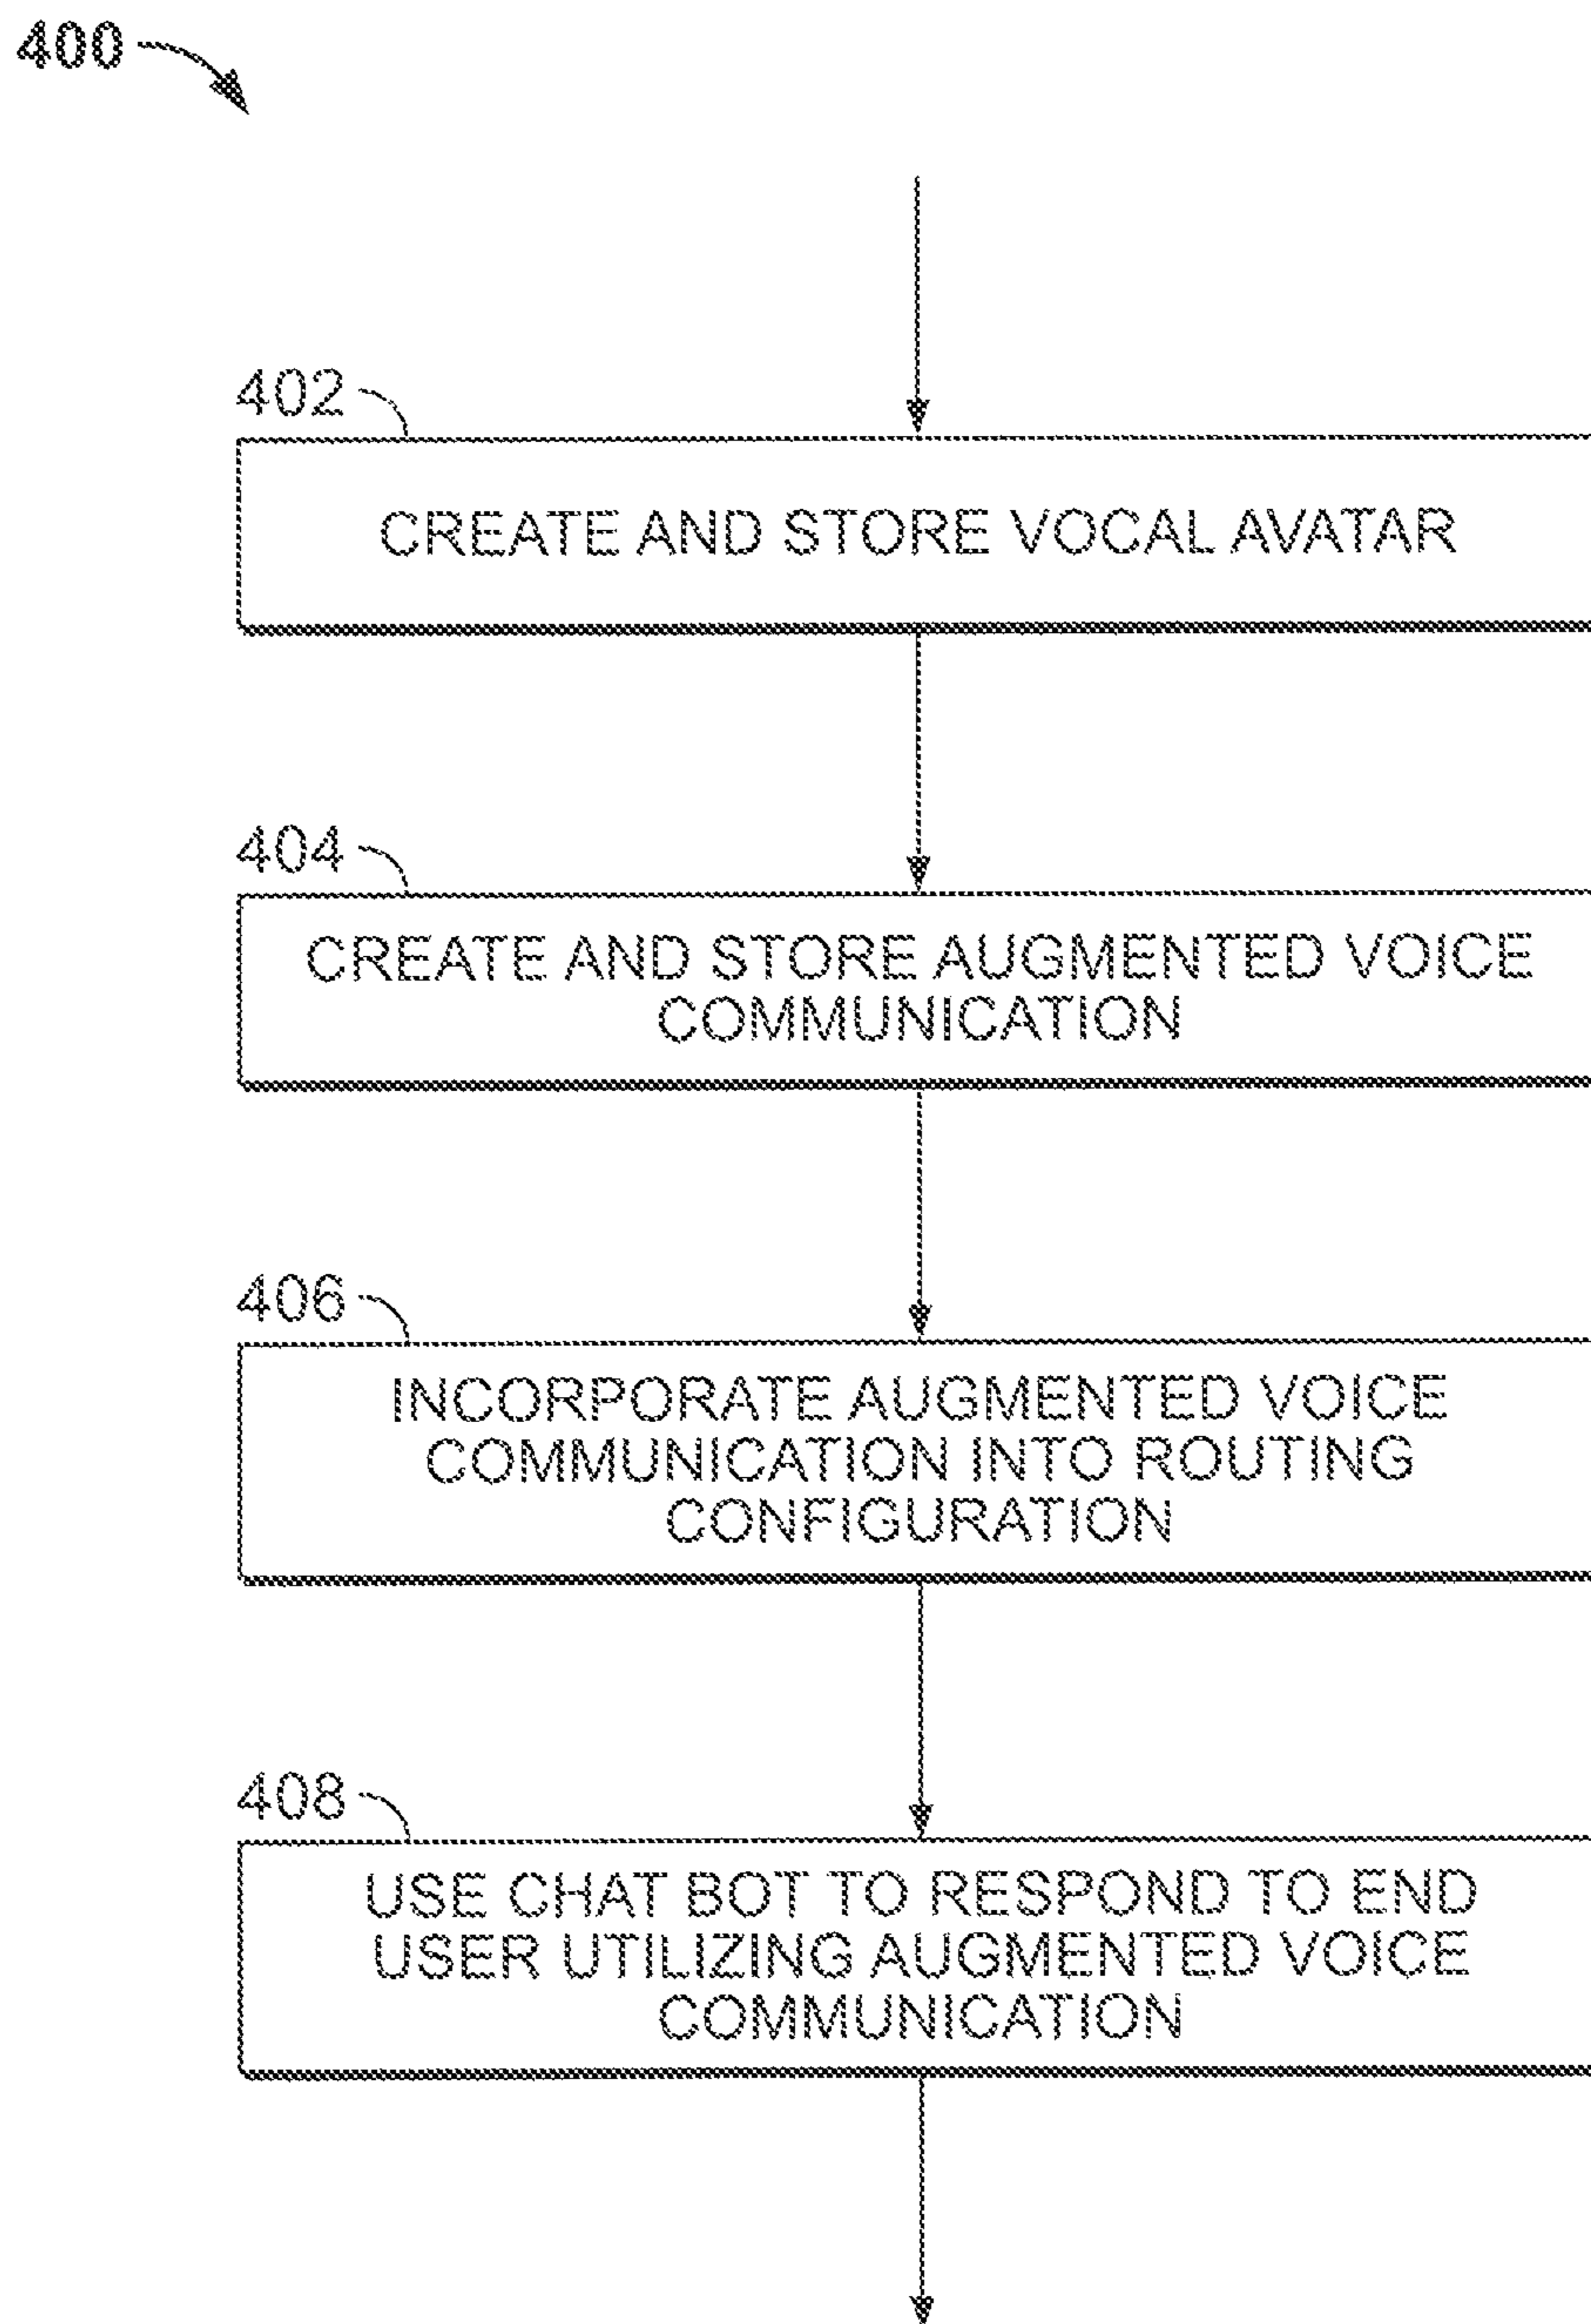 400
402
CREATE AND STORE VOCAL AVATAR
404
CREATE AND STORE AUGMENTED VOICE
COMMUNICATION
406
INCORPORATE AUGMENTED VOICE
COMMUNICATION INTO ROUTING
CONFIGURATION
408
USE CHAT BOT TO RESPOND TO END
USER UTILIZING AUGMENTED VOICE
COMMUNICATION